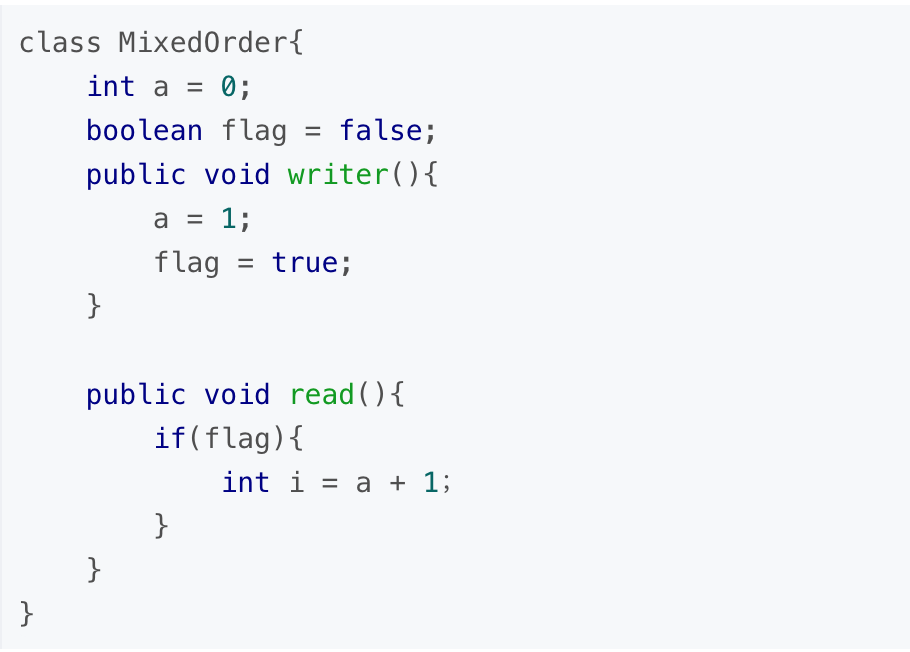 class MixedOrder{
    int a = 0;
    boolean flag = false;
    public void writer(){
        a = 1;
        flag = true;
    }

    public void read(){
        if(flag){
            int i = a + 1；
        }
    }
}